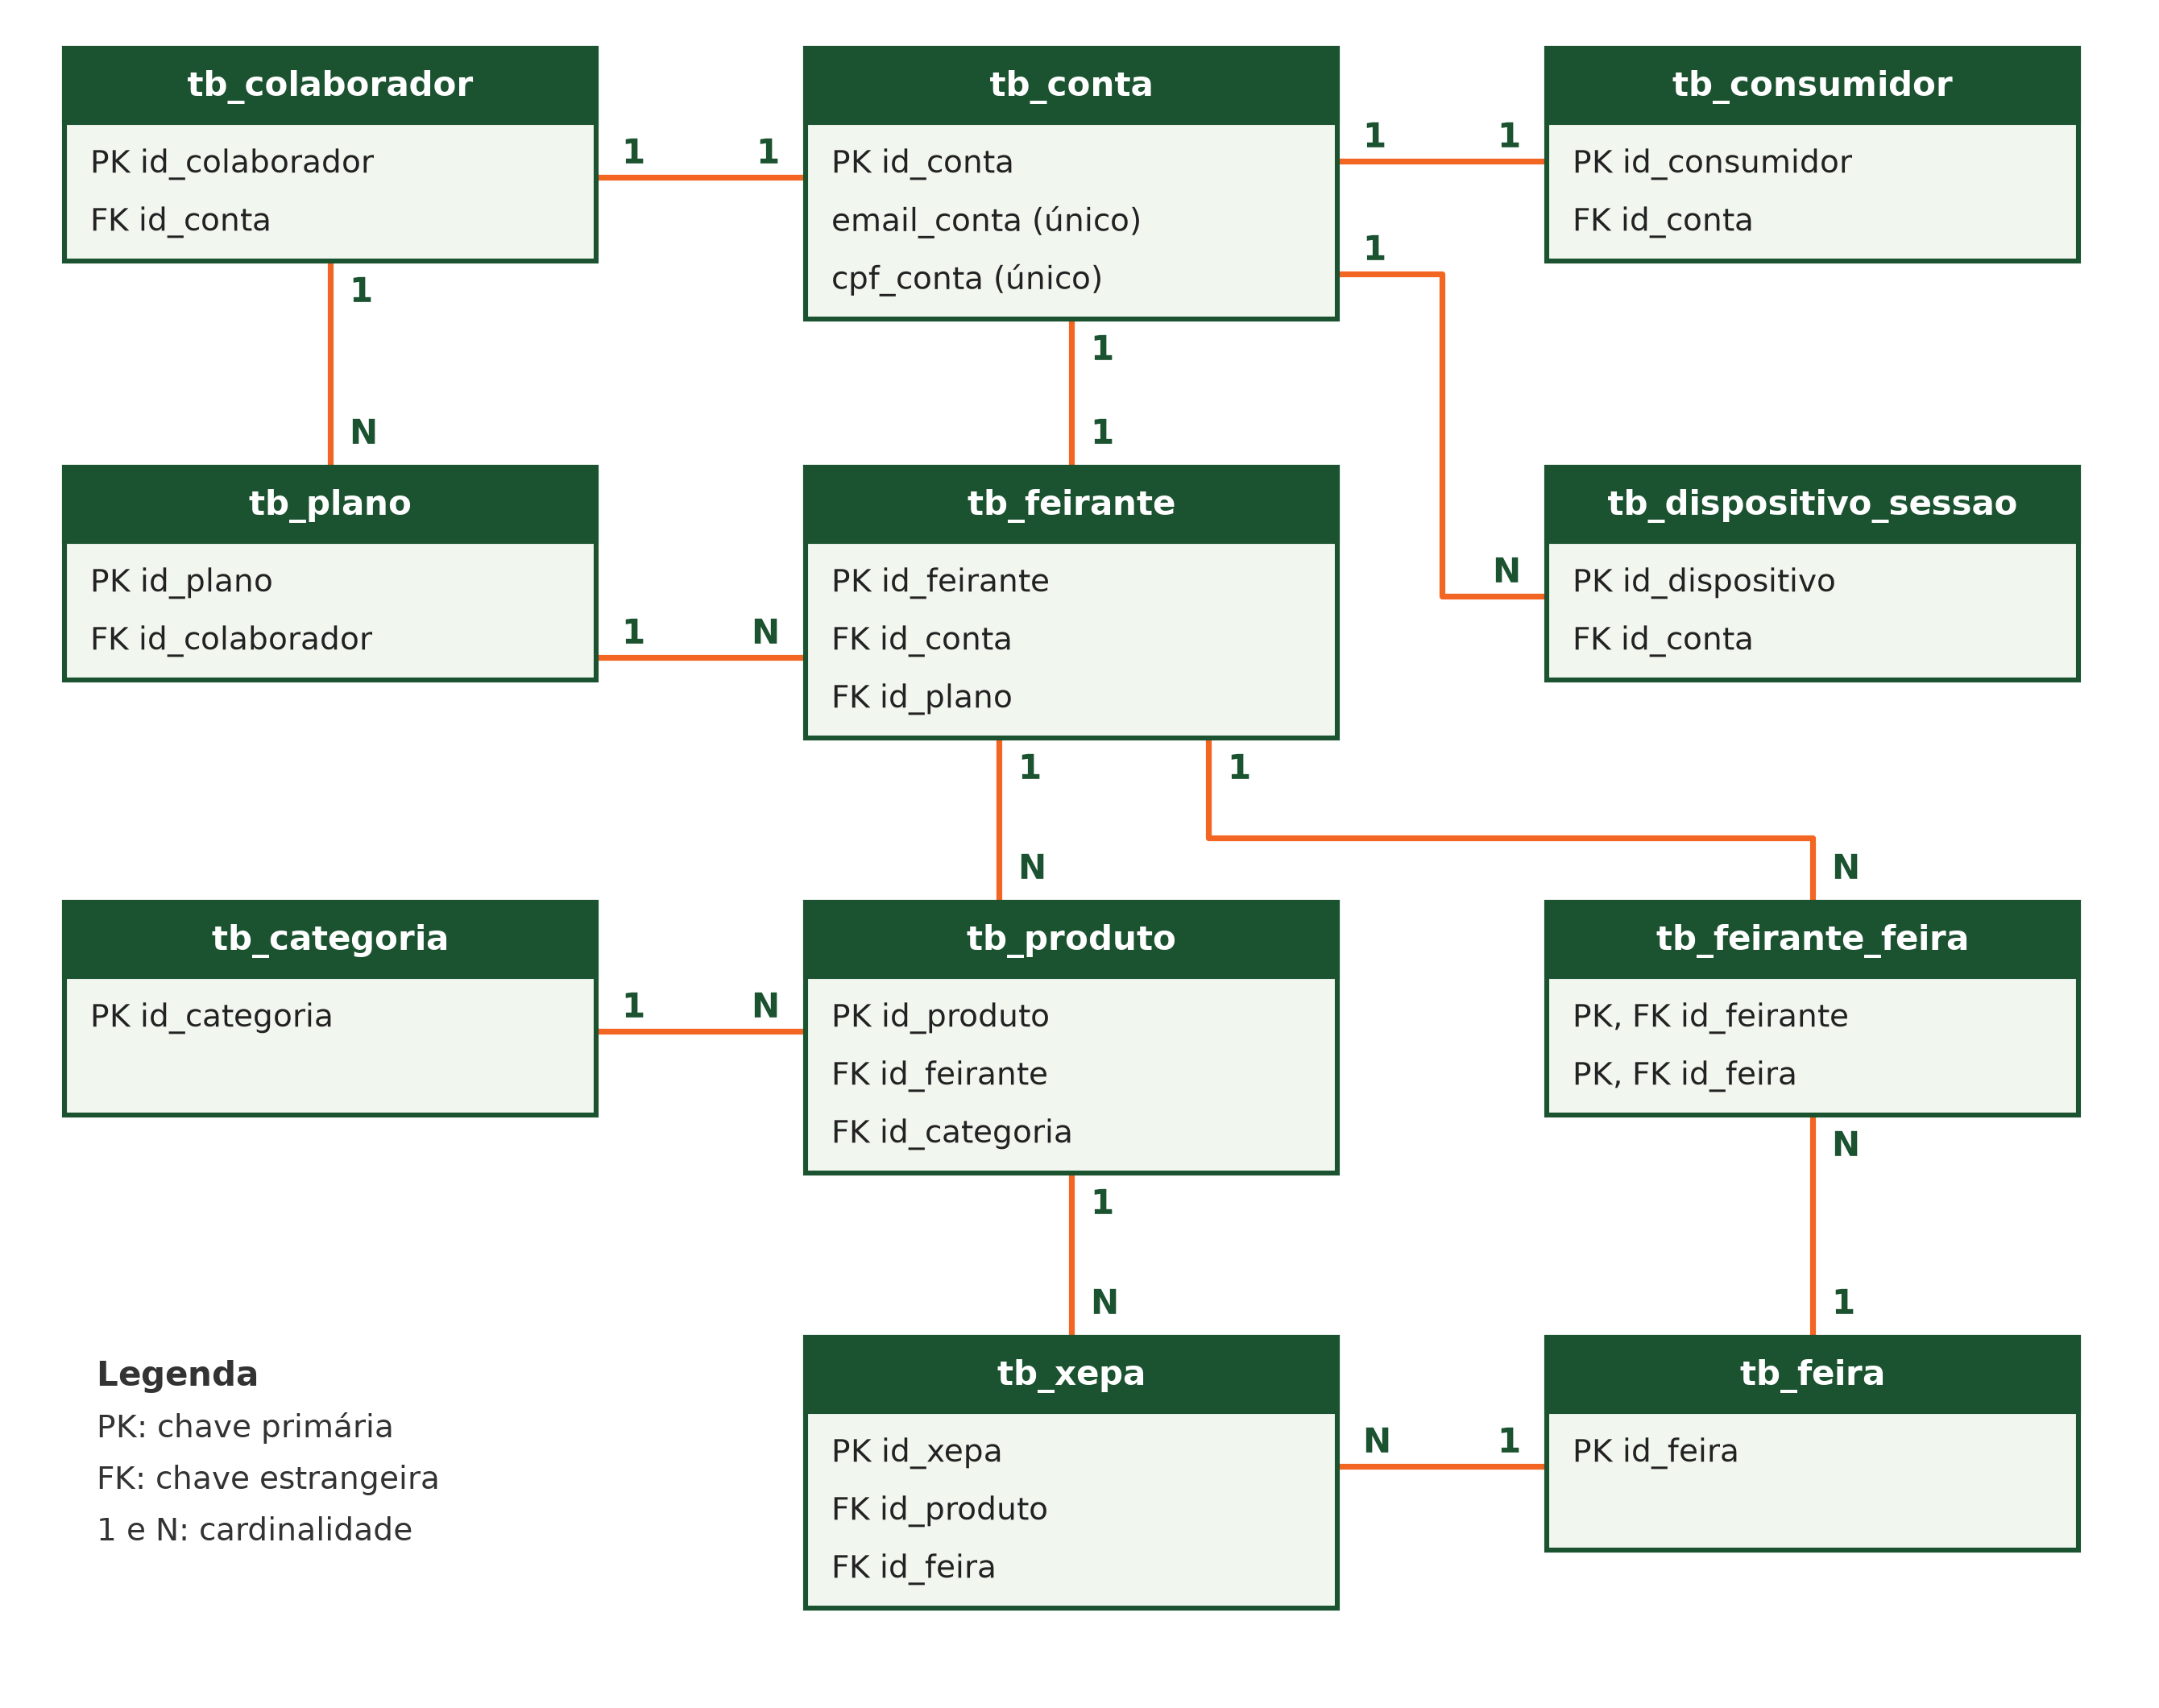 tb_colaborador
PK id_colaborador
FK id_conta
1
1
tb_conta
PK id_conta
email_conta (único)
cpf_conta (único)
1
1
tb_consumidor
PK id_consumidor
FK id_conta
1
N
1
1
1
N
tb_plano
PK id_plano
FK id_colaborador
1
N
tb_feirante
PK id_feirante
FK id_conta
FK id_plano
tb_dispositivo_sessao
PK id_dispositivo
FK id_conta
1
N
1
N
tb_categoria
PK id_categoria
1
N
tb_produto
PK id_produto
FK id_feirante
FK id_categoria
tb_feirante_feira
PK, FK id_feirante
PK, FK id_feira
1
N
N
1
Legenda
PK: chave primária
FK: chave estrangeira
1 e N: cardinalidade
tb_xepa
PK id_xepa
FK id_produto
FK id_feira
N
1
tb_feira
PK id_feira